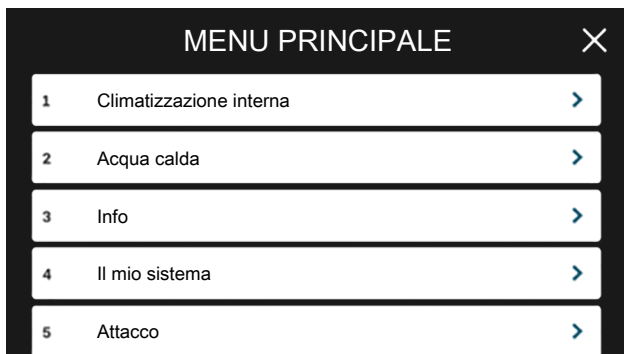 MENU PRINCIPALE
1 Climatizzazione interna
2 Acqua calda
3 Info
4 Il mio sistema
5 Attacco